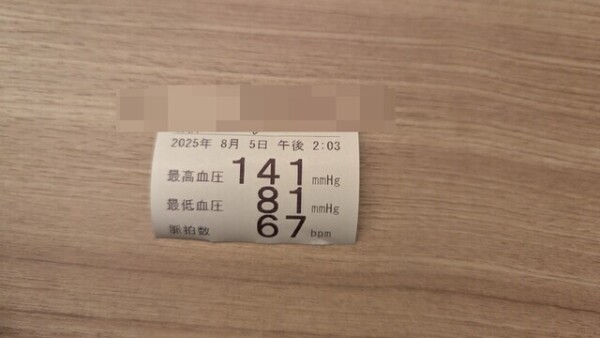 2025年 8月 5日 午後 2:03
最高血圧 141 mmHg
最低血圧 81 mmHg
脈拍数 67 bpm